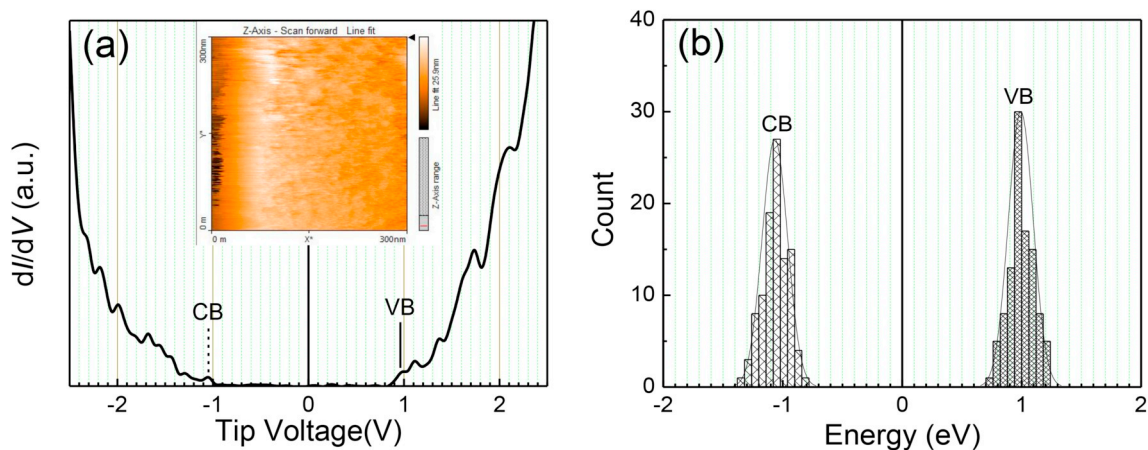 (a)
Z-Axis - Scan forward Line fit
300nm
Y*
0 m
0 m X* 300nm
Line fit 25.9nm
Z-Axis range
CB
VB
dI/dV (a.u.)
-2 -1 0 1 2
Tip Voltage(V)
(b)
40
30
20
10
0
Count
CB
VB
-2 -1 0 1 2
Energy (eV)